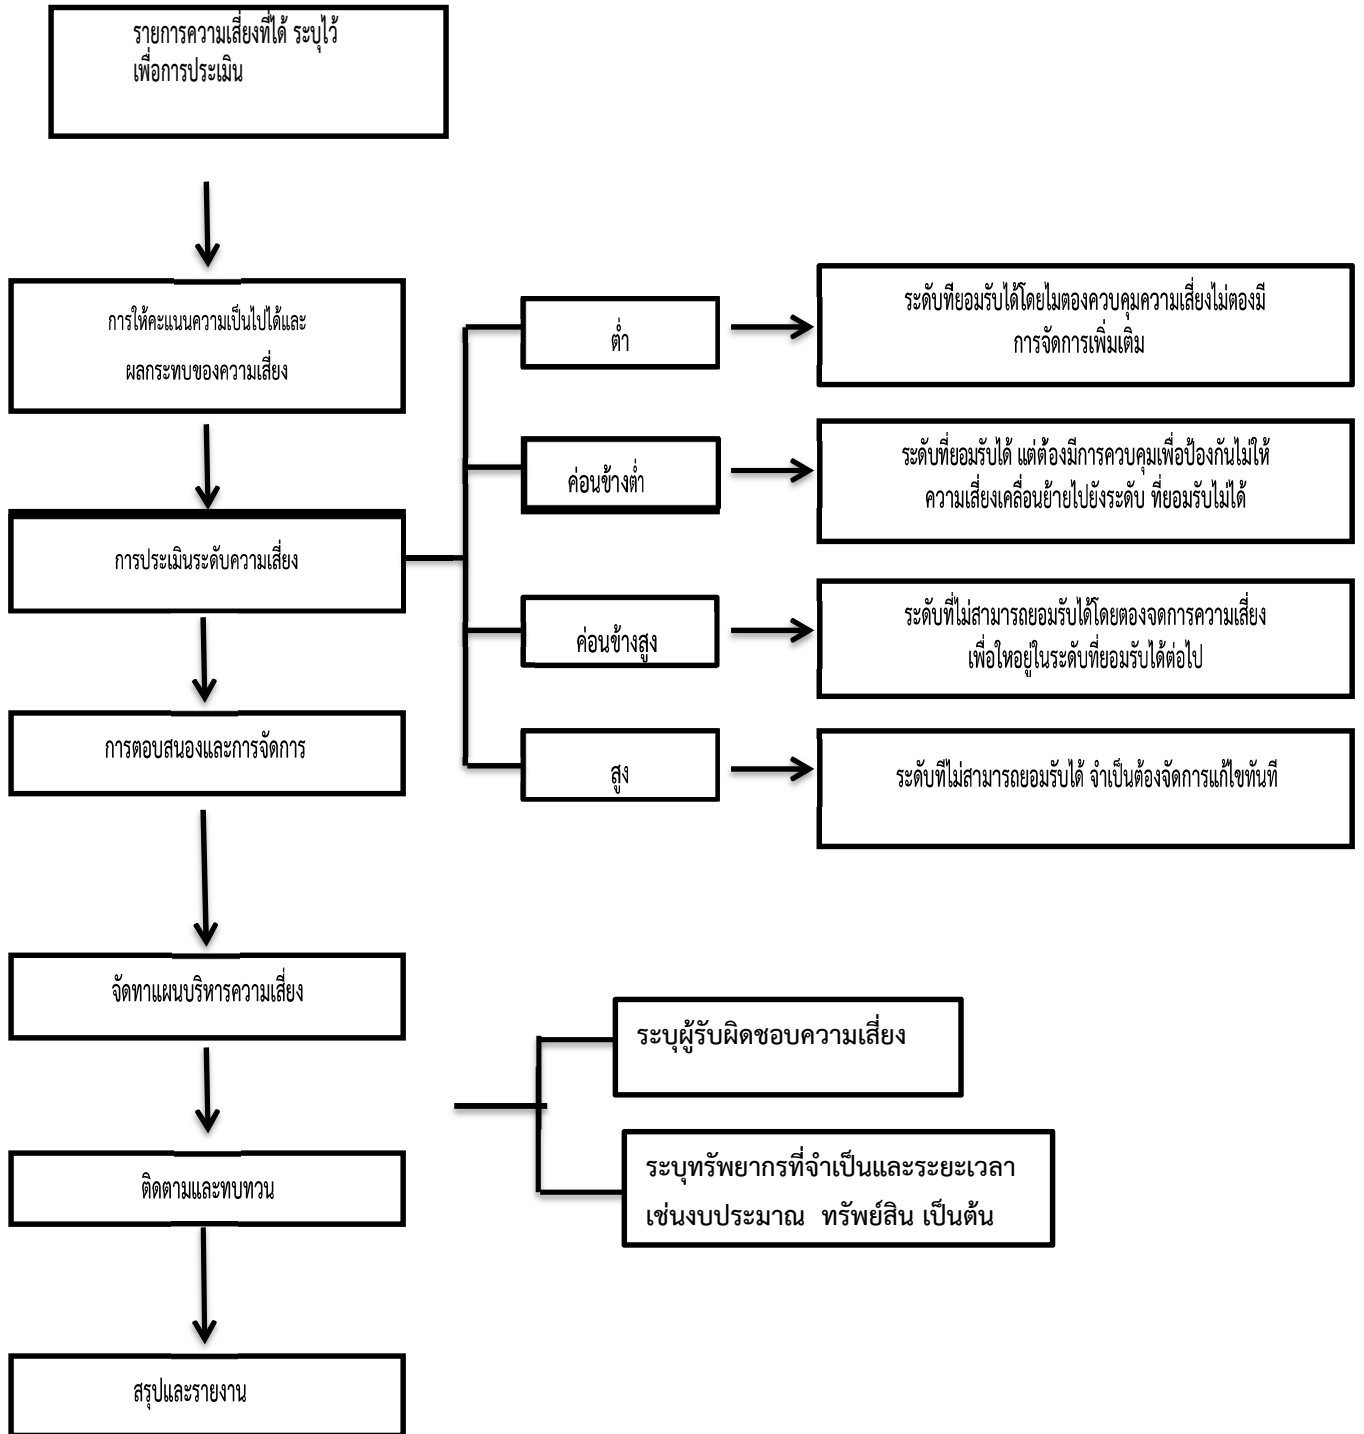 รายการความเสี่ยงที่ได้ ระบุไว้
เพื่อการประเมิน
การให้คะแนนความเป็นไปได้และ
ผลกระทบของความเสี่ยง
การประเมินระดับความเสี่ยง
การตอบสนองและการจัดการ
จัดทาแผนบริหารความเสี่ยง
ติดตามและทบทวน
สรุปและรายงาน
ต่ำ
ระดับทียอมรับได้โดยไมตองควบคุมความเสี่ยงไม่ตองมี
การจัดการเพิ่มเติม
ค่อนข้างต่ำ
ระดับที่ยอมรับได้ แต่ต้องมีการควบคุมเพื่อป้องกันไม่ให้
ความเสี่ยงเคลื่อนย้ายไปยังระดับ ที่ยอมรับไม่ได้
ค่อนข้างสูง
ระดับที่ไม่สามารถยอมรับได้โดยตองจดการความเสี่ยง
เพื่อใหอยู่ในระดับที่ยอมรับได้ต่อไป
สูง
ระดับทีไม่สามารถยอมรับได้ จำเป็นต้องจัดการแก้ไขทันที
ระบุผู้รับผิดชอบความเสี่ยง
ระบุทรัพยากรที่จำเป็นและระยะเวลา
เช่นงบประมาณ ทรัพย์สิน เป็นต้น